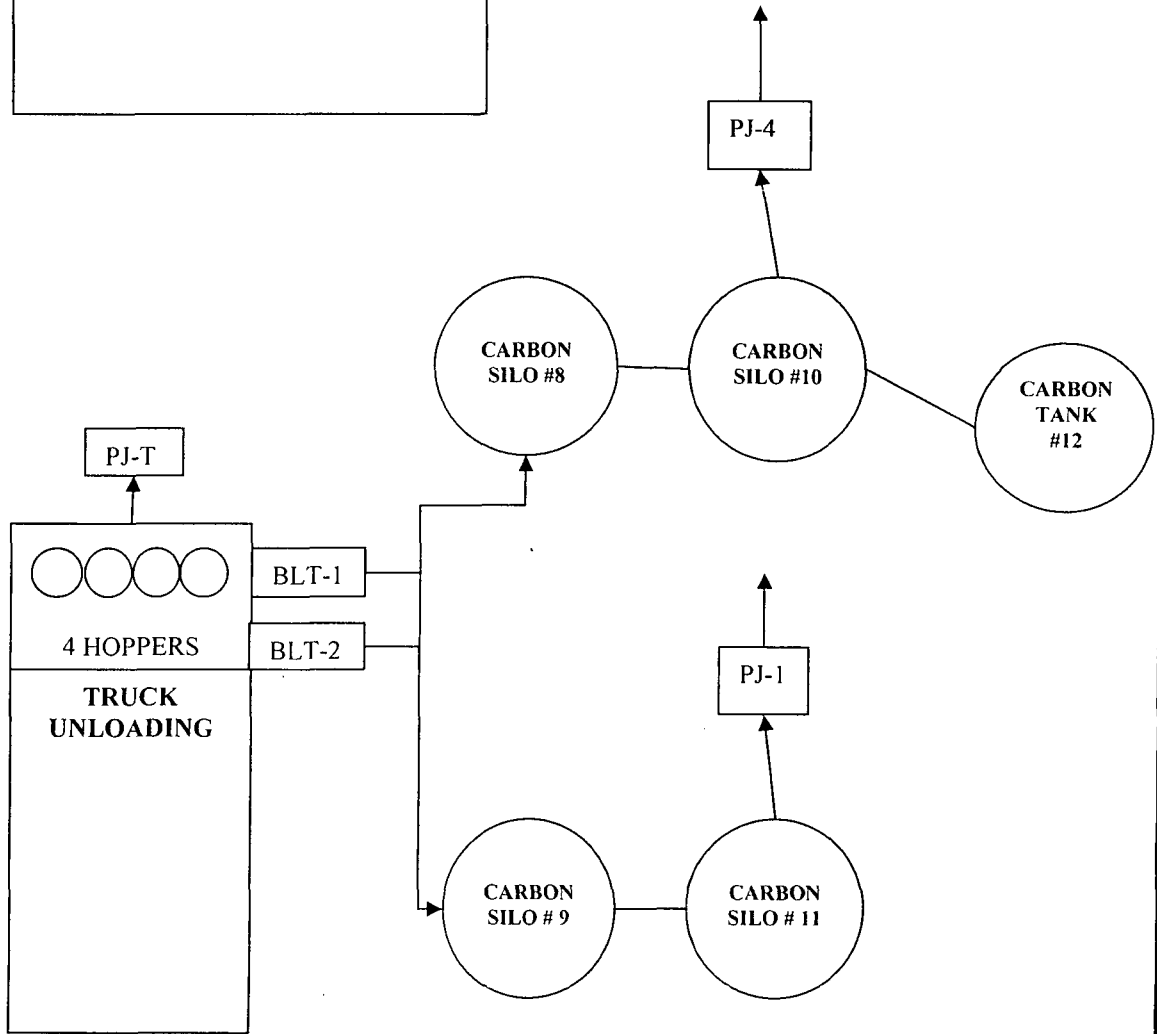 PJ-4
CARBON
SILO #8
CARBON
SILO #10
CARBON
TANK
#12
PJ-T
BLT-1
4 HOPPERS
BLT-2
TRUCK
UNLOADING
PJ-1
CARBON
SILO # 9
CARBON
SILO # 11